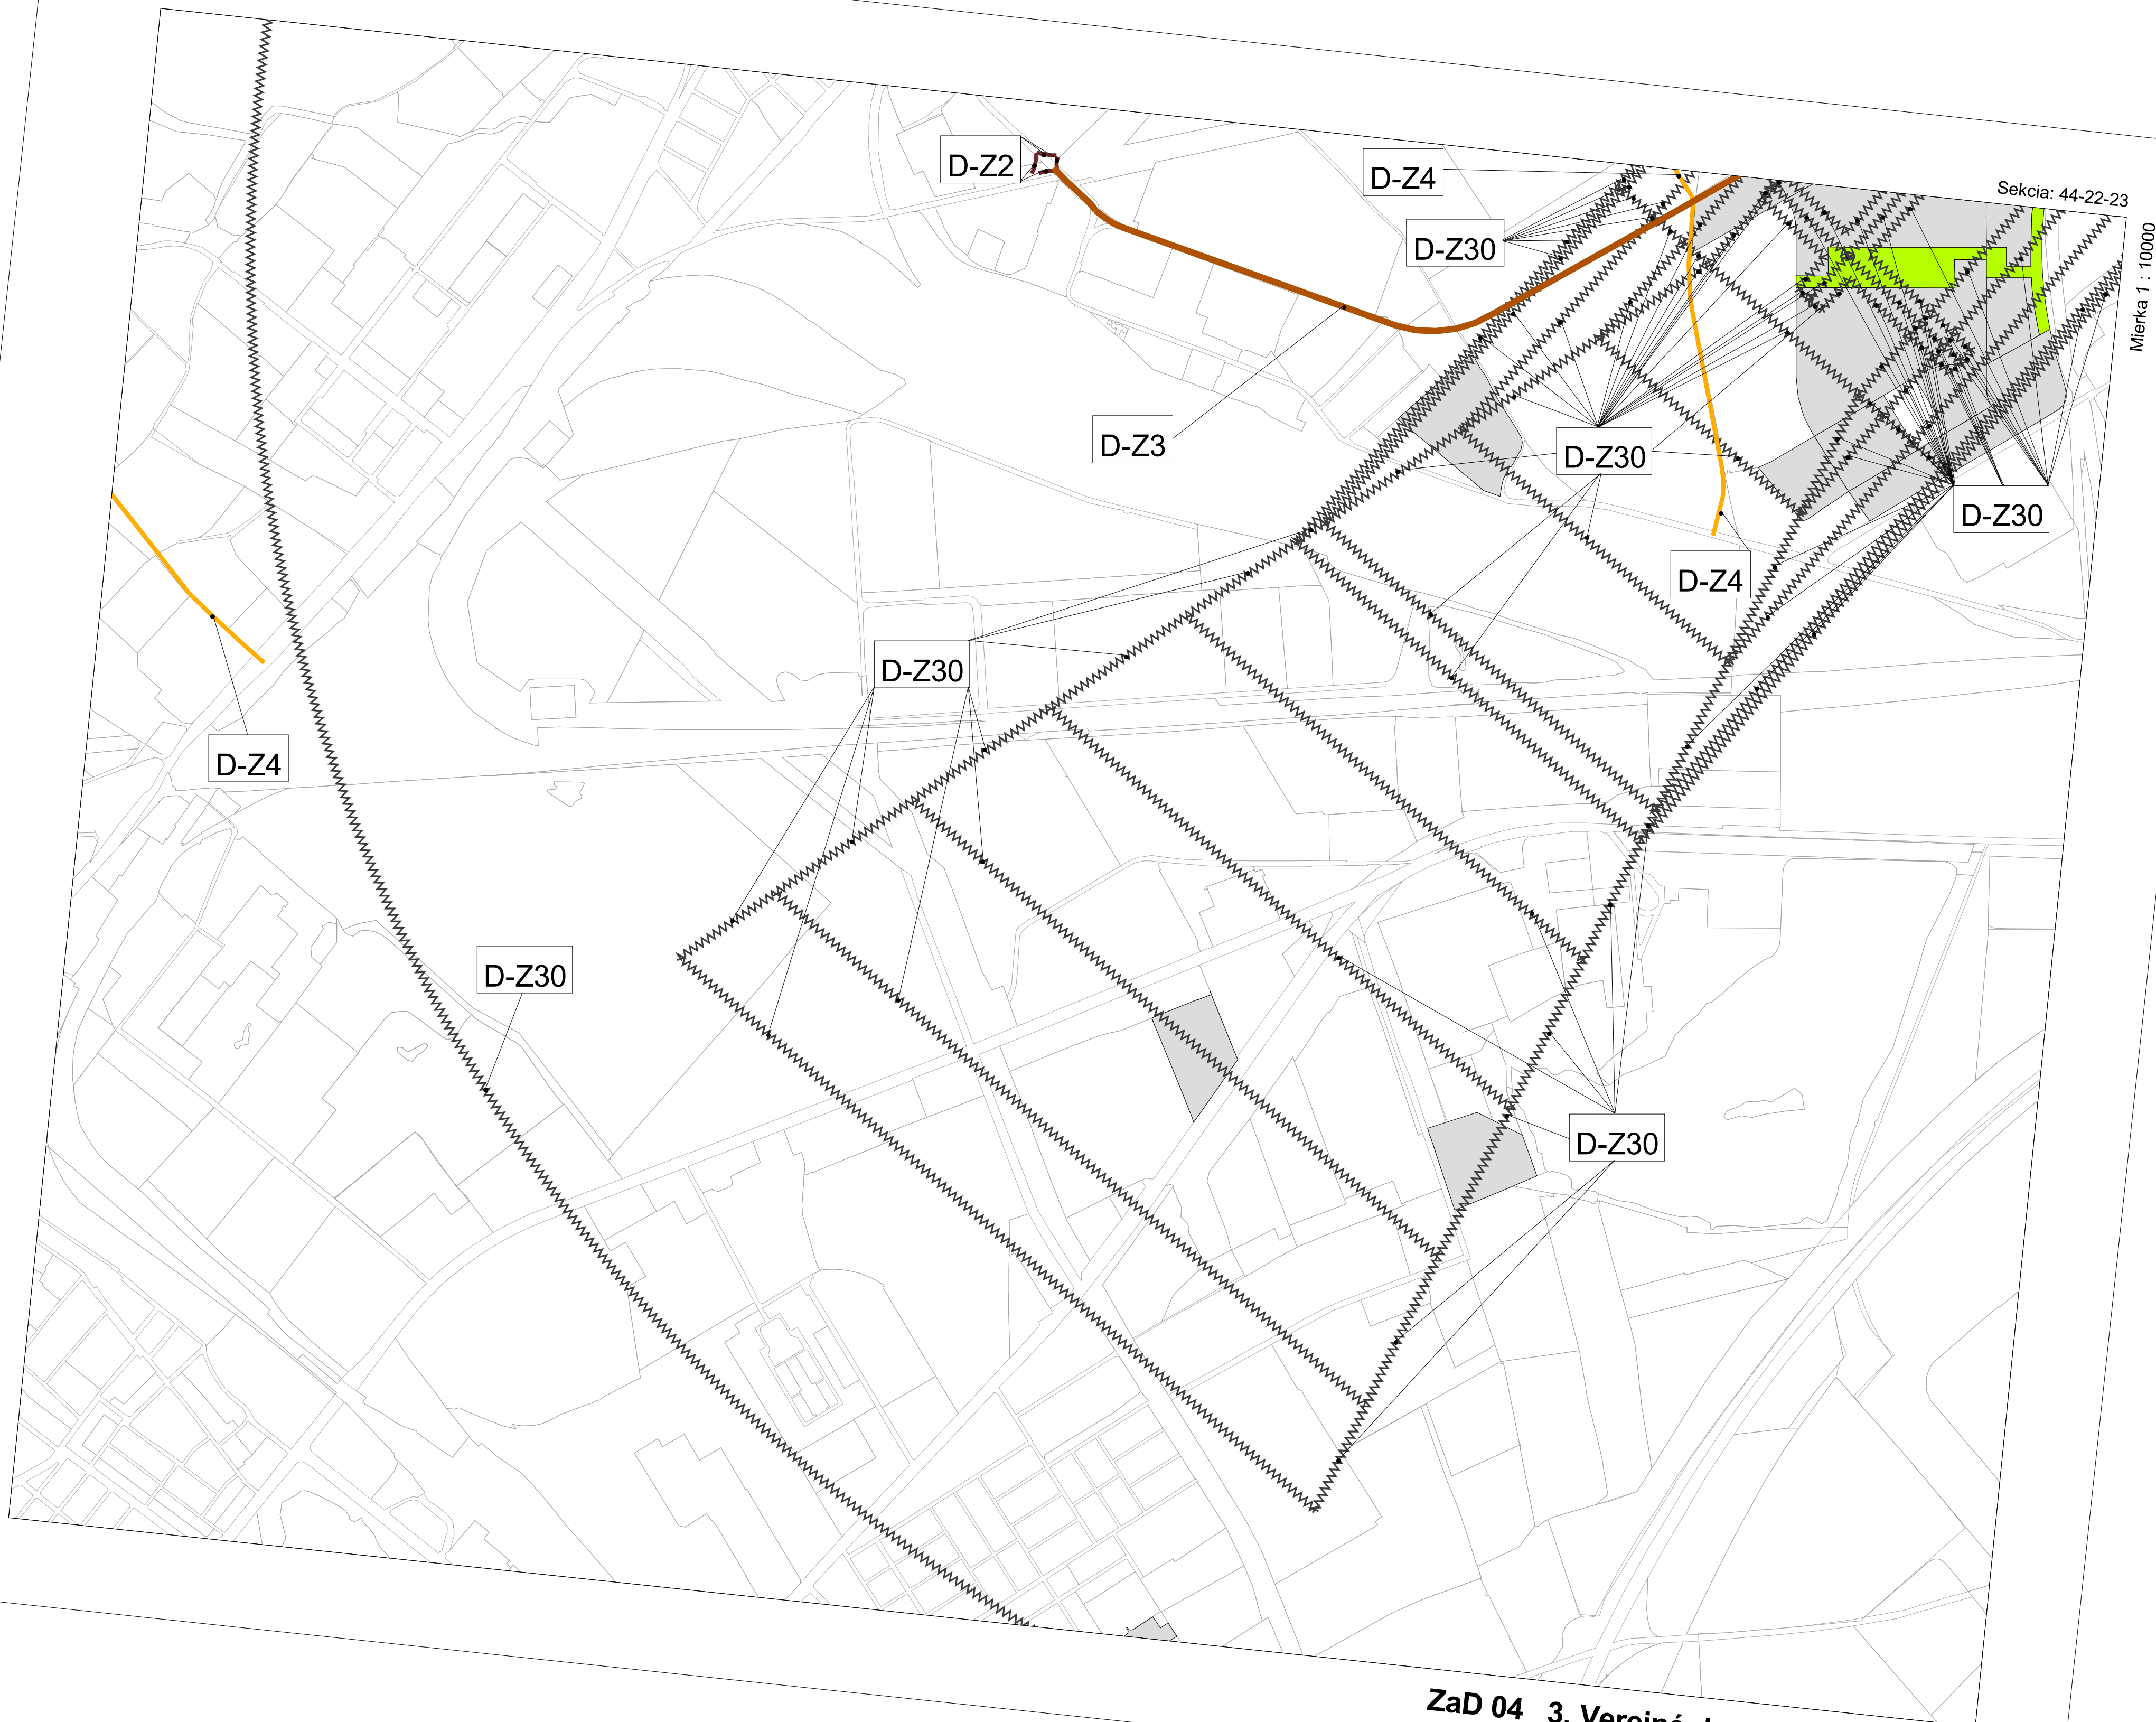 Sekcia: 44-22-23
Mierka 1 : 10000
D-Z2
D-Z4
D-Z30
D-Z3
D-Z30
D-Z30
D-Z4
D-Z30
D-Z4
D-Z30
D-Z30
ZaD 04 3.